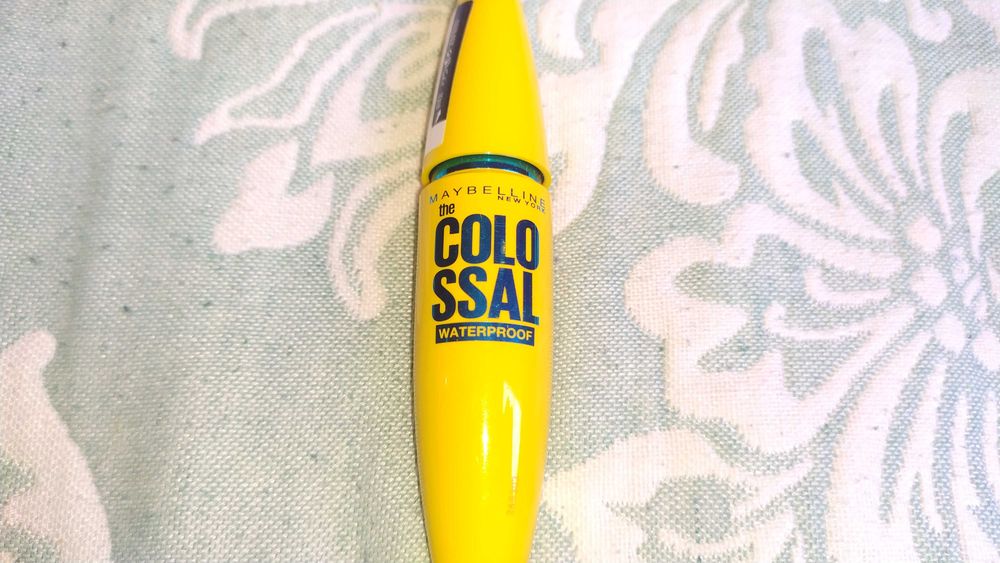 MAYBELLINE
NEW YORK
the
COLO
SSAL
WATERPROOF